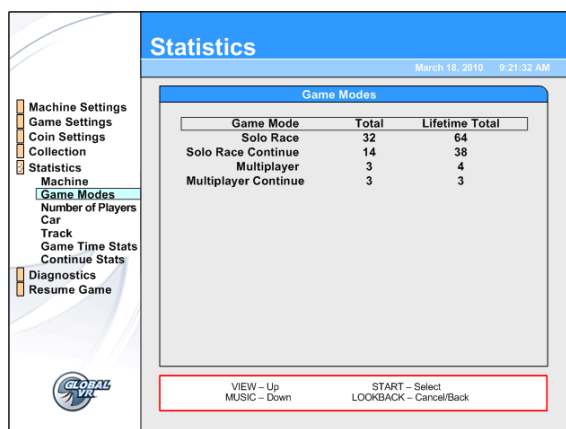 Statistics
March 18, 2010 9:21:32 AM
Machine Settings
Game Settings
Coin Settings
Collection
Statistics
Machine
Game Modes
Number of Players
Car
Track
Game Time Stats
Continue Stats
Diagnostics
Resume Game
GLOBAL
VR
Game Modes
Game Mode Total Lifetime Total
Solo Race 32 64
Solo Race Continue 14 38
Multiplayer 3 4
Multiplayer Continue 3 3
VIEW – Up START – Select
MUSIC – Down LOOKBACK – Cancel/Back